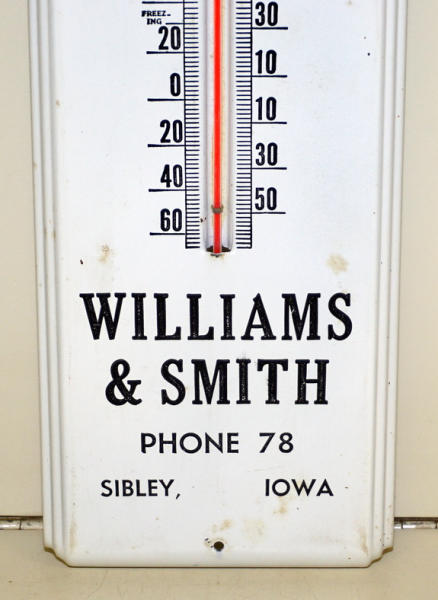 FREEZ-
ING
30
20
10
0
10
20
30
40
50
60
WILLIAMS
& SMITH
PHONE 78
SIBLEY, IOWA